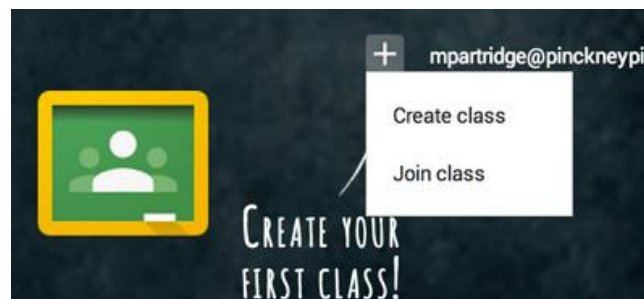 + mpartridge@pinckneypi
Create class
Join class
CREATE YOUR
FIRST CLASS!